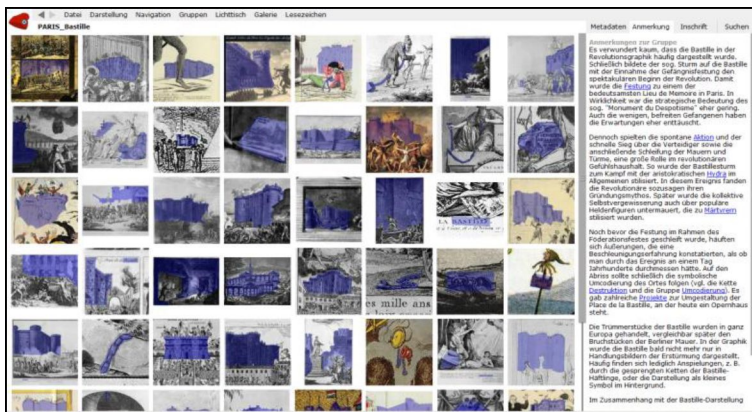 Datei Darstellung Navigation Gruppen Lichttisch Galerie Lesezeichen
PARIS_Bastille
Metadaten Anmerkung Inschrift Suchen
Anmerkungen zur Gruppe
Es verwundert kaum, dass die Bastille in der
Revolutionsgraphik häufig dargestellt wurde.
Schließlich bildete der sog. Sturm auf die Bastille
mit der Einnahme der Gefängnisfestung den
spektakulären Beginn der Revolution. Damit
wurde die Festung zu einem der
bedeutsamsten Lieu de Memoire in Paris. In
Wirklichkeit war die strategische Bedeutung des
sog. "Monument du Despotisme" eher gering.
Auch die wenigen, befreiten Gefangenen haben
die Erwartungen eher enttäuscht.
Dennoch spielten die spontane Aktion und der
schnelle Sieg über die Verteidiger sowie die
anschließende Schleifung der Mauern und
Türme, eine große Rolle im revolutionären
Gefühlshaushalt. So wurde der Bastillesturm
zum Kampf mit der aristokratischen Hydra im
Allgemeinen stilisiert. In diesem Ereignis fanden
die Revolutionäre sozusagen ihren
Gründungsmythos. Später wurde die kollektive
Selbstvergewisserung auch über populäre
Heldenfiguren untermauert, die zu Märtyrern
stilisiert wurden.
Noch bevor die Festung im Rahmen des
Föderationsfestes geschleift wurde, häuften
sich Äußerungen, die eine
Beschleunigungserfahrung konstatierten, als ob
man durch das Ereignis an einem Tag
Jahrhunderte durchmessen hätte. Auf den
Abriss sollte schließlich die symbolische
Umcodierung des Ortes folgen (vgl. die Kette
Destruktion und die Gruppe Umcodierung). Es
gab zahlreiche Projekte zur Umgestaltung der
Place de la Bastille, an der heute ein Opernhaus
steht.
Die Trümmerstücke der Bastille wurden in ganz
Europa gehandelt, vergleichbar später den
Bruchstücken der Berliner Mauer. In der Graphik
wurde die Bastille bald nicht mehr nur in
Handlungsbildern der Erstürmung dargestellt.
Häufig finden sich lediglich Anspielungen, z. B.
durch die gesprengten Ketten der Bastille-
Häftlinge, oder die Darstellung als kleines
Symbol im Hintergrund.
Im Zusammenhang mit der Bastille-Darstellung
LA BASTILLE
es mille ans